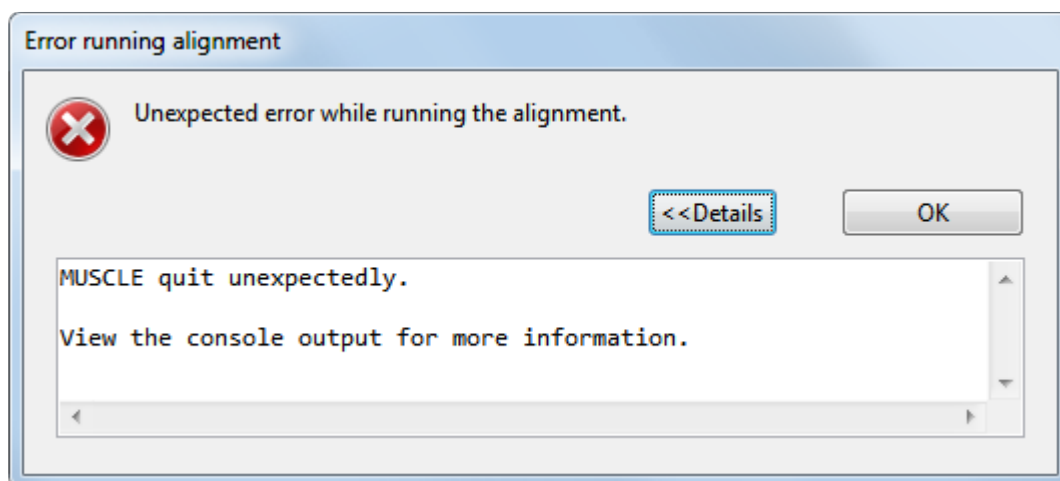 Error running alignment
Unexpected error while running the alignment.
<<Details
OK
MUSCLE quit unexpectedly.
View the console output for more information.